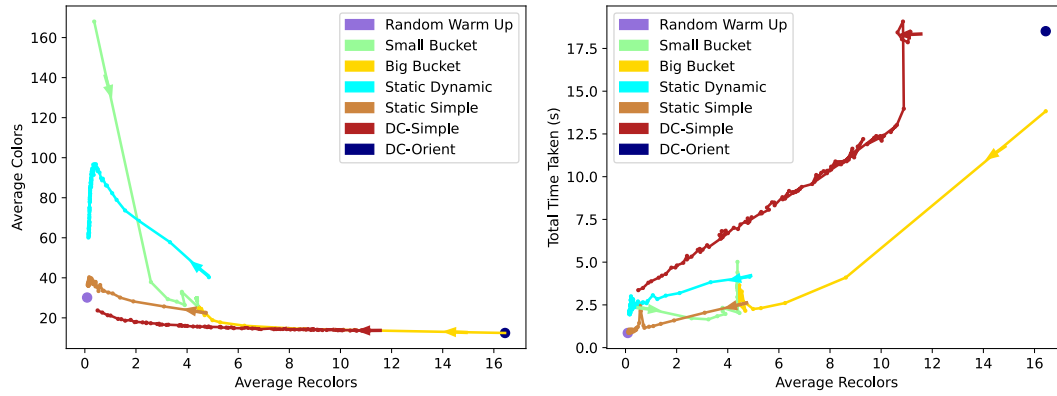 160
140
120
100
80
60
40
20
Average Colors
0
2
4
6
8
10
12
14
16
Average Recolors
Random Warm Up
Small Bucket
Big Bucket
Static Dynamic
Static Simple
DC-Simple
DC-Orient
17.5
15.0
12.5
10.0
7.5
5.0
2.5
0.0
Total Time Taken (s)
0
2
4
6
8
10
12
14
16
Average Recolors
Random Warm Up
Small Bucket
Big Bucket
Static Dynamic
Static Simple
DC-Simple
DC-Orient